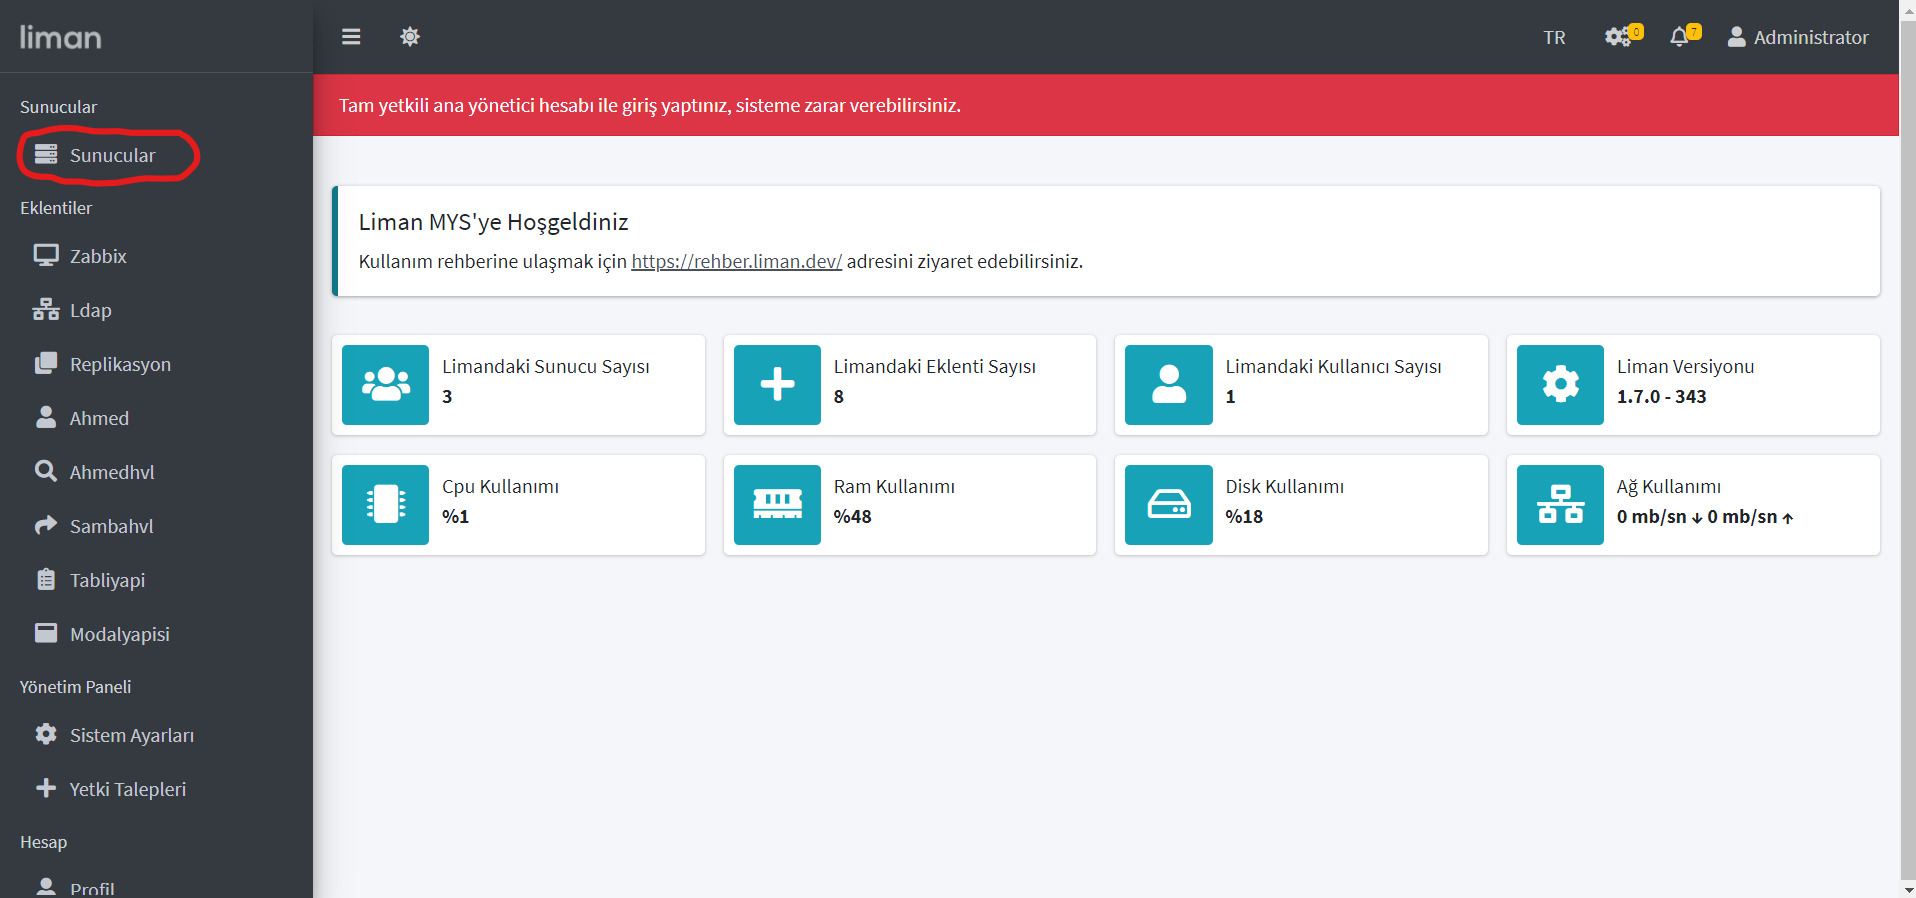 liman
TR
0
7
Administrator
Tam yetkili ana yönetici hesabı ile giriş yaptınız, sisteme zarar verebilirsiniz.
Sunucular
Sunucular
Eklentiler
Zabbix
Ldap
Replikasyon
Ahmed
Ahmedhvl
Sambahvl
Tabliyapi
Modalyapisi
Yönetim Paneli
Sistem Ayarları
Yetki Talepleri
Hesap
Profil
Liman MYS'ye Hoşgeldiniz
Kullanım rehberine ulaşmak için https://rehber.liman.dev/ adresini ziyaret edebilirsiniz.
Limandaki Sunucu Sayısı
3
Limandaki Eklenti Sayısı
8
Limandaki Kullanıcı Sayısı
1
Liman Versiyonu
1.7.0 - 343
Cpu Kullanımı
%1
Ram Kullanımı
%48
Disk Kullanımı
%18
Ağ Kullanımı
0 mb/sn ↓ 0 mb/sn ↑